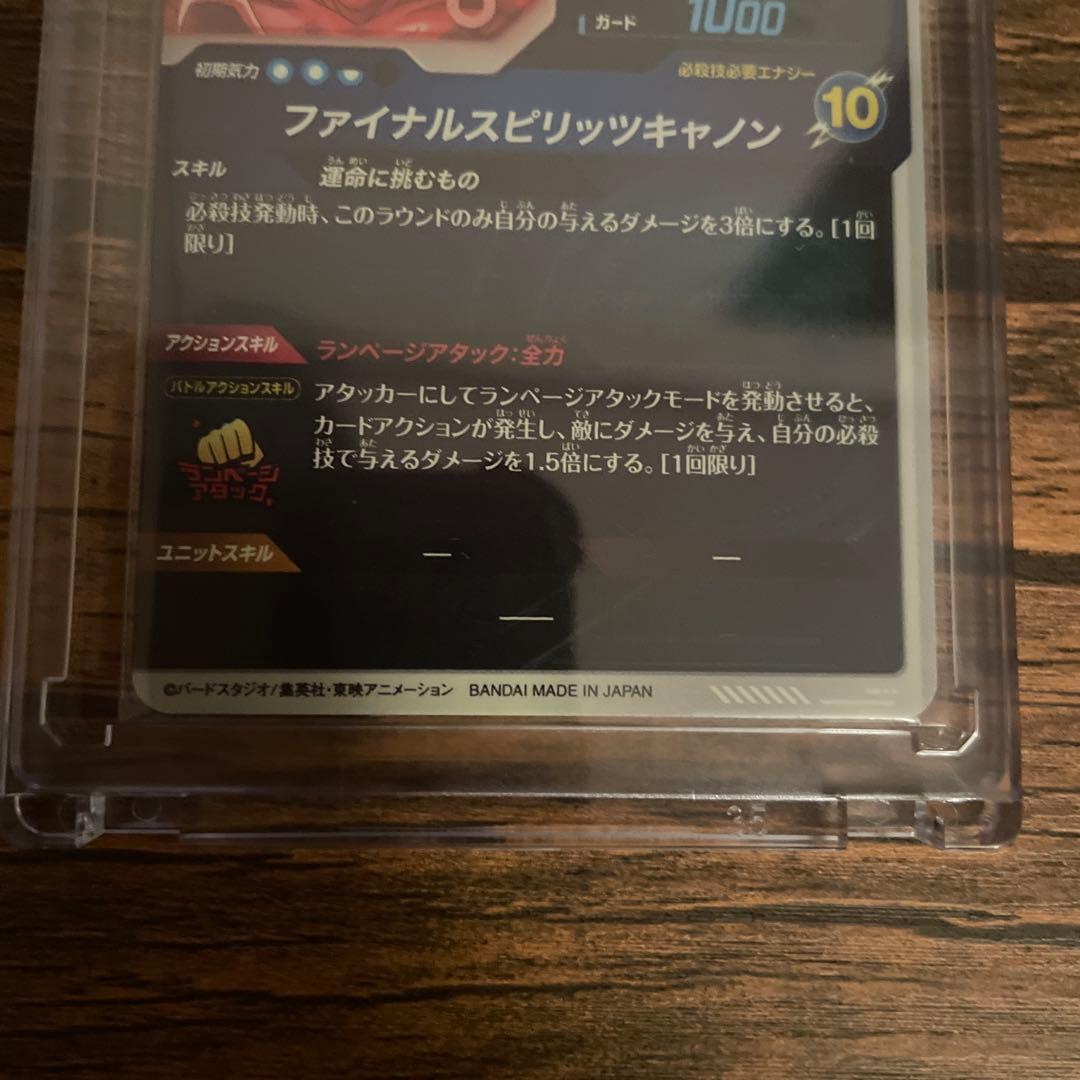 ガード 1000
初期気力
必殺技必要エナジー
ファイナルスピリッツキャノン
10
スキル
運命に挑むもの
必殺技発動時、このラウンドのみ自分の与えるダメージを3倍にする。[1回
限り]
アクションスキル
ランページアタック:全力
バトルアクションスキル
アタッカーにしてランページアタックモードを発動させると、
カードアクションが発生し、敵にダメージを与え、自分の必殺
技で与えるダメージを1.5倍にする。[1回限り]
ランページ
アタック
ユニットスキル
—
—
—
©バードスタジオ/集英社・東映アニメーション BANDAI MADE IN JAPAN
35